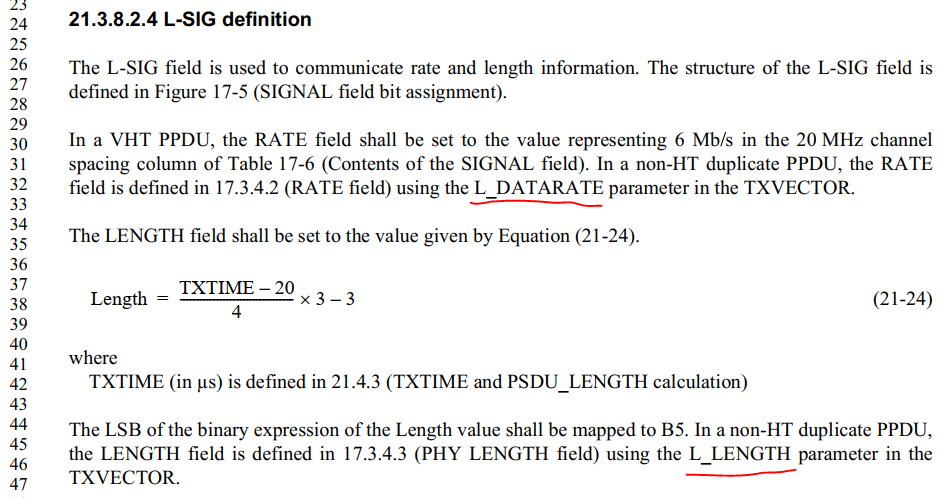 23
24 21.3.8.2.4 L-SIG definition
25
26 The L-SIG field is used to communicate rate and length information. The structure of the L-SIG field is
27 defined in Figure 17-5 (SIGNAL field bit assignment).
28
29
30 In a VHT PPDU, the RATE field shall be set to the value representing 6 Mb/s in the 20 MHz channel
31 spacing column of Table 17-6 (Contents of the SIGNAL field). In a non-HT duplicate PPDU, the RATE
32 field is defined in 17.3.4.2 (RATE field) using the L_DATARATE parameter in the TXVECTOR.
33
34
35 The LENGTH field shall be set to the value given by Equation (21-24).
36
37 TXTIME – 20
38 Length = × 3 – 3 (21-24)
39 4
40
41 where
42 TXTIME (in μs) is defined in 21.4.3 (TXTIME and PSDU_LENGTH calculation)
43
44 The LSB of the binary expression of the Length value shall be mapped to B5. In a non-HT duplicate PPDU,
45 the LENGTH field is defined in 17.3.4.3 (PHY LENGTH field) using the L_LENGTH parameter in the
46
47 TXVECTOR.